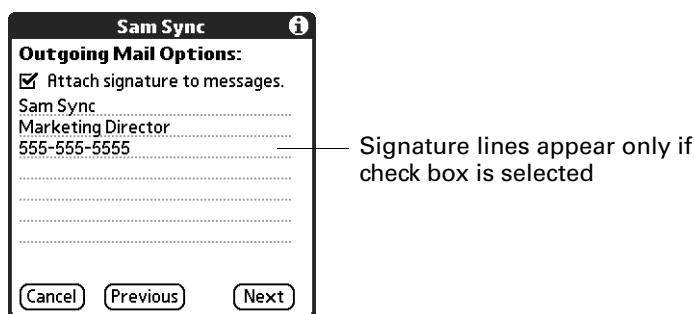 Sam Sync
Outgoing Mail Options:
Attach signature to messages.
Sam Sync
Marketing Director
555-555-5555
Signature lines appear only if
check box is selected
Cancel Previous Next